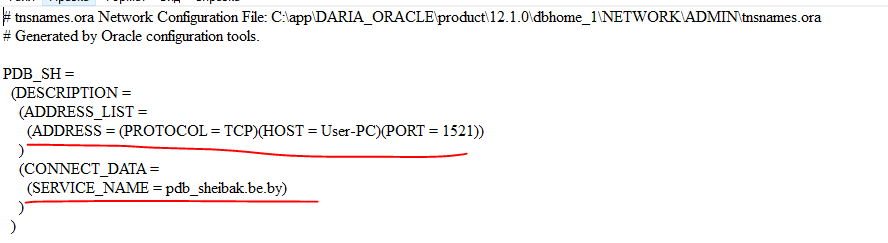 # tnsnames.ora Network Configuration File: C:\app\DARIA_ORACLE\product\12.1.0\dbhome_1\NETWORK\ADMIN\tnsnames.ora
# Generated by Oracle configuration tools.
PDB_SH =
(DESCRIPTION =
(ADDRESS_LIST =
(ADDRESS = (PROTOCOL = TCP)(HOST = User-PC)(PORT = 1521))
)
(CONNECT_DATA =
(SERVICE_NAME = pdb_sheibak.be.by)
)
)